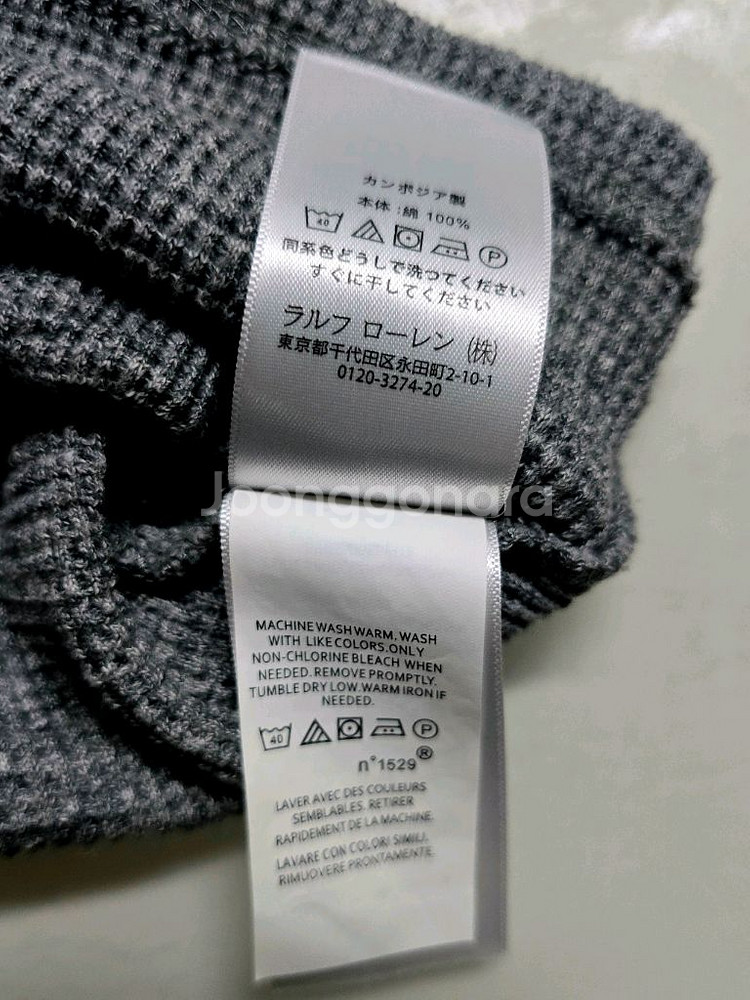 カンボジア製
本体:綿 100%
40 P
同系色どうしで洗ってください
すぐに干してください
ラルフ ローレン (株)
東京都千代田区永田町2-10-1
0120-3274-20
Joonggonara
MACHINE WASH WARM, WASH
WITH LIKE COLORS. ONLY
NON-CHLORINE BLEACH WHEN
NEEDED. REMOVE PROMPTLY.
TUMBLE DRY LOW. WARM IRON IF
NEEDED.
40 P
n°1529®
LAVER AVEC DES COULEURS
SEMBLABLES. RETIRER
RAPIDEMENT DE LA MACHINE.
LAVARE CON COLORI SIMILI.
RIMUOVERE PRONTAMENTE.